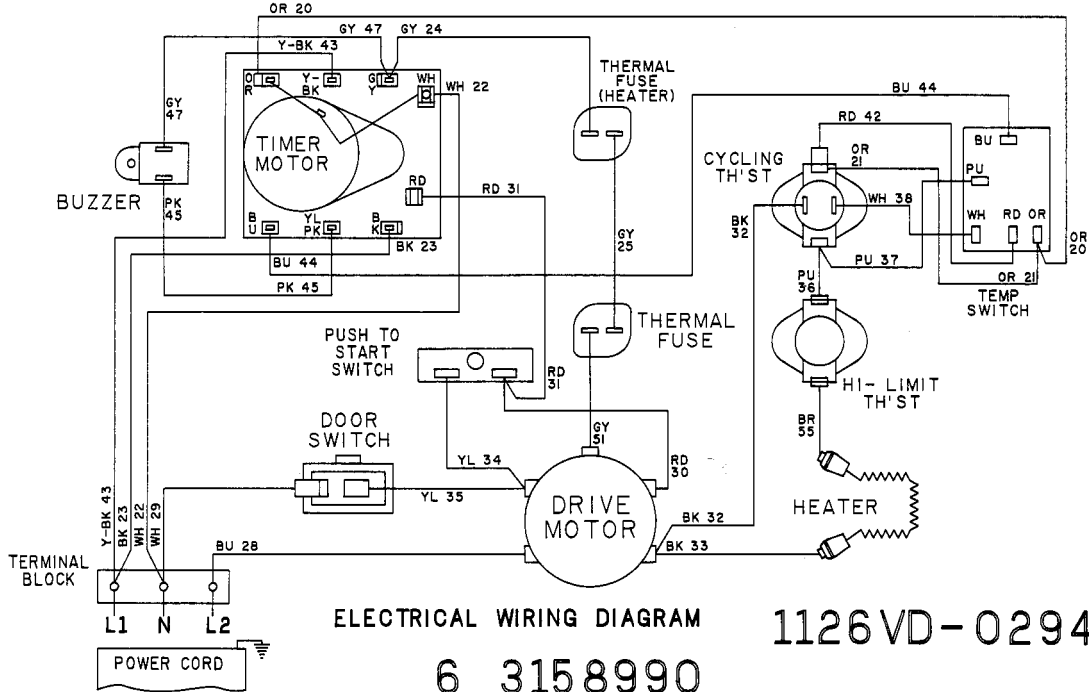 OR 20
GY 47
GY 24
Y-BK 43
O
R
Y-
BK
G
Y
WH
WH 22
THERMAL
FUSE
(HEATER)
BU 44
RD 42
BU
GY
47
TIMER
MOTOR
CYCLING
TH'ST
OR
21
PU
BUZZER
RD
RD 31
WH 38
PK
45
BK
32
WH
RD
OR
B
U
YL
PK
B
K
BK 23
GY
25
OR
20
BU 44
PU 37
PK 45
PU
36
OR 21
TEMP
SWITCH
PUSH TO
START
SWITCH
THERMAL
FUSE
RD
31
HI- LIMIT
TH'ST
DOOR
SWITCH
GY
51
BR
55
YL 34
RD
30
YL 35
DRIVE
MOTOR
HEATER
Y-BK 43
BK 23
WH 22
WH 29
BK 32
BU 28
BK 33
TERMINAL
BLOCK
L1 N L2
ELECTRICAL WIRING DIAGRAM
1126VD-0294
POWER CORD
6 3158990